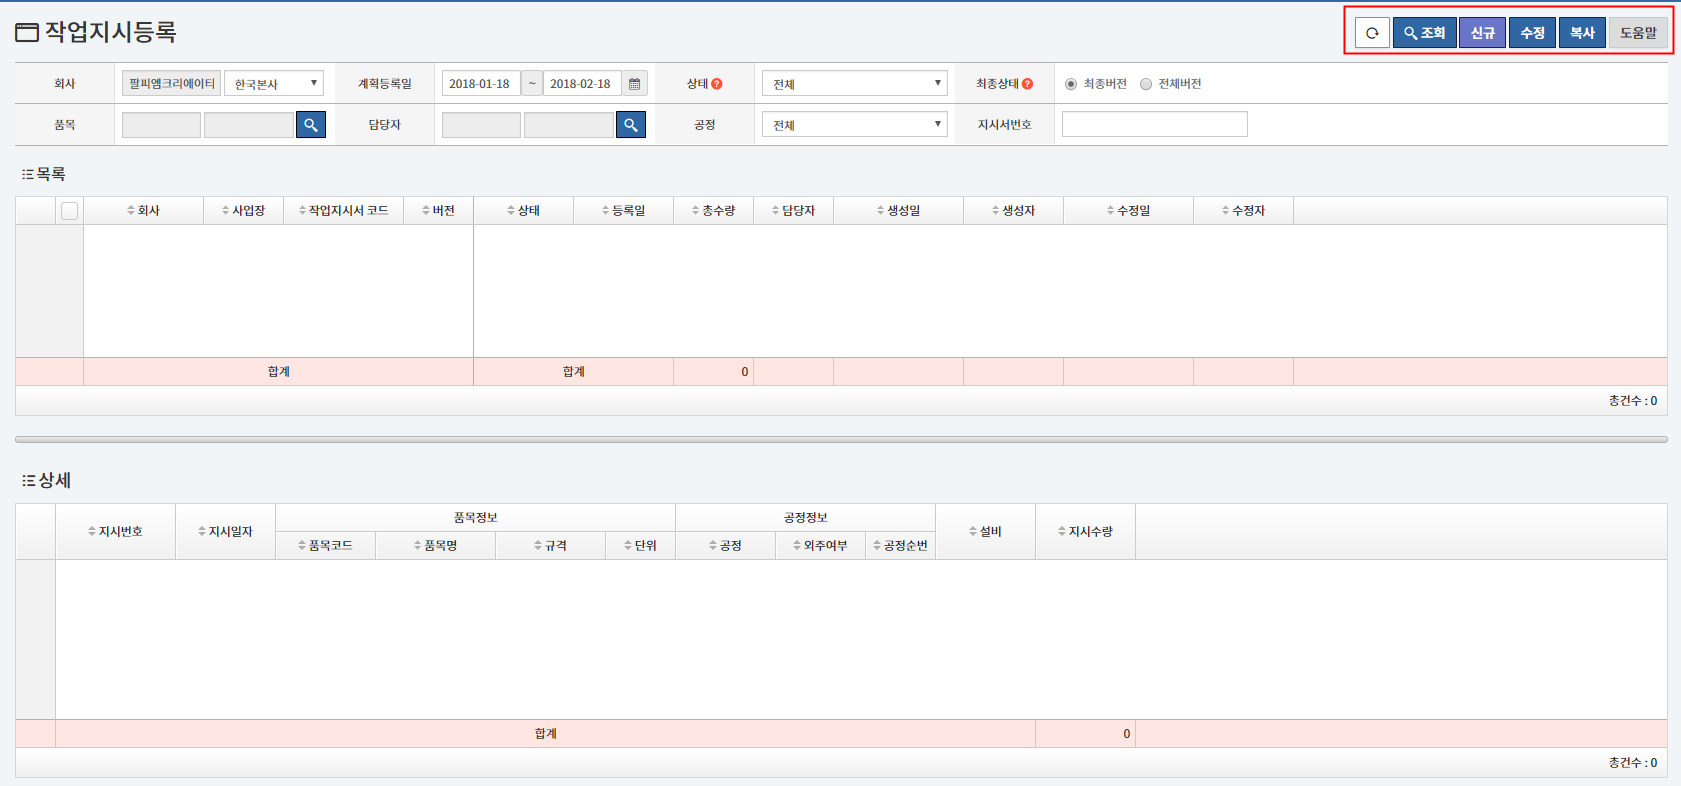 작업지시등록
조회 신규 수정 복사 도움말
회사 팔피엠크리에이티 한국본사 계획등록일 2018-01-18 ~ 2018-02-18 상태 ? 전체 최종상태 ? 최종버전 전체버전
품목 담당자 공정 전체 지시서번호
목록
회사 사업장 작업지시서 코드 버전 상태 등록일 총수량 담당자 생성일 생성자 수정일 수정자
합계 합계 0
총건수 : 0
상세
지시번호 지시일자 품목정보 공정정보 설비 지시수량
품목코드 품목명 규격 단위 공정 외주여부 공정순번
합계 0
총건수 : 0